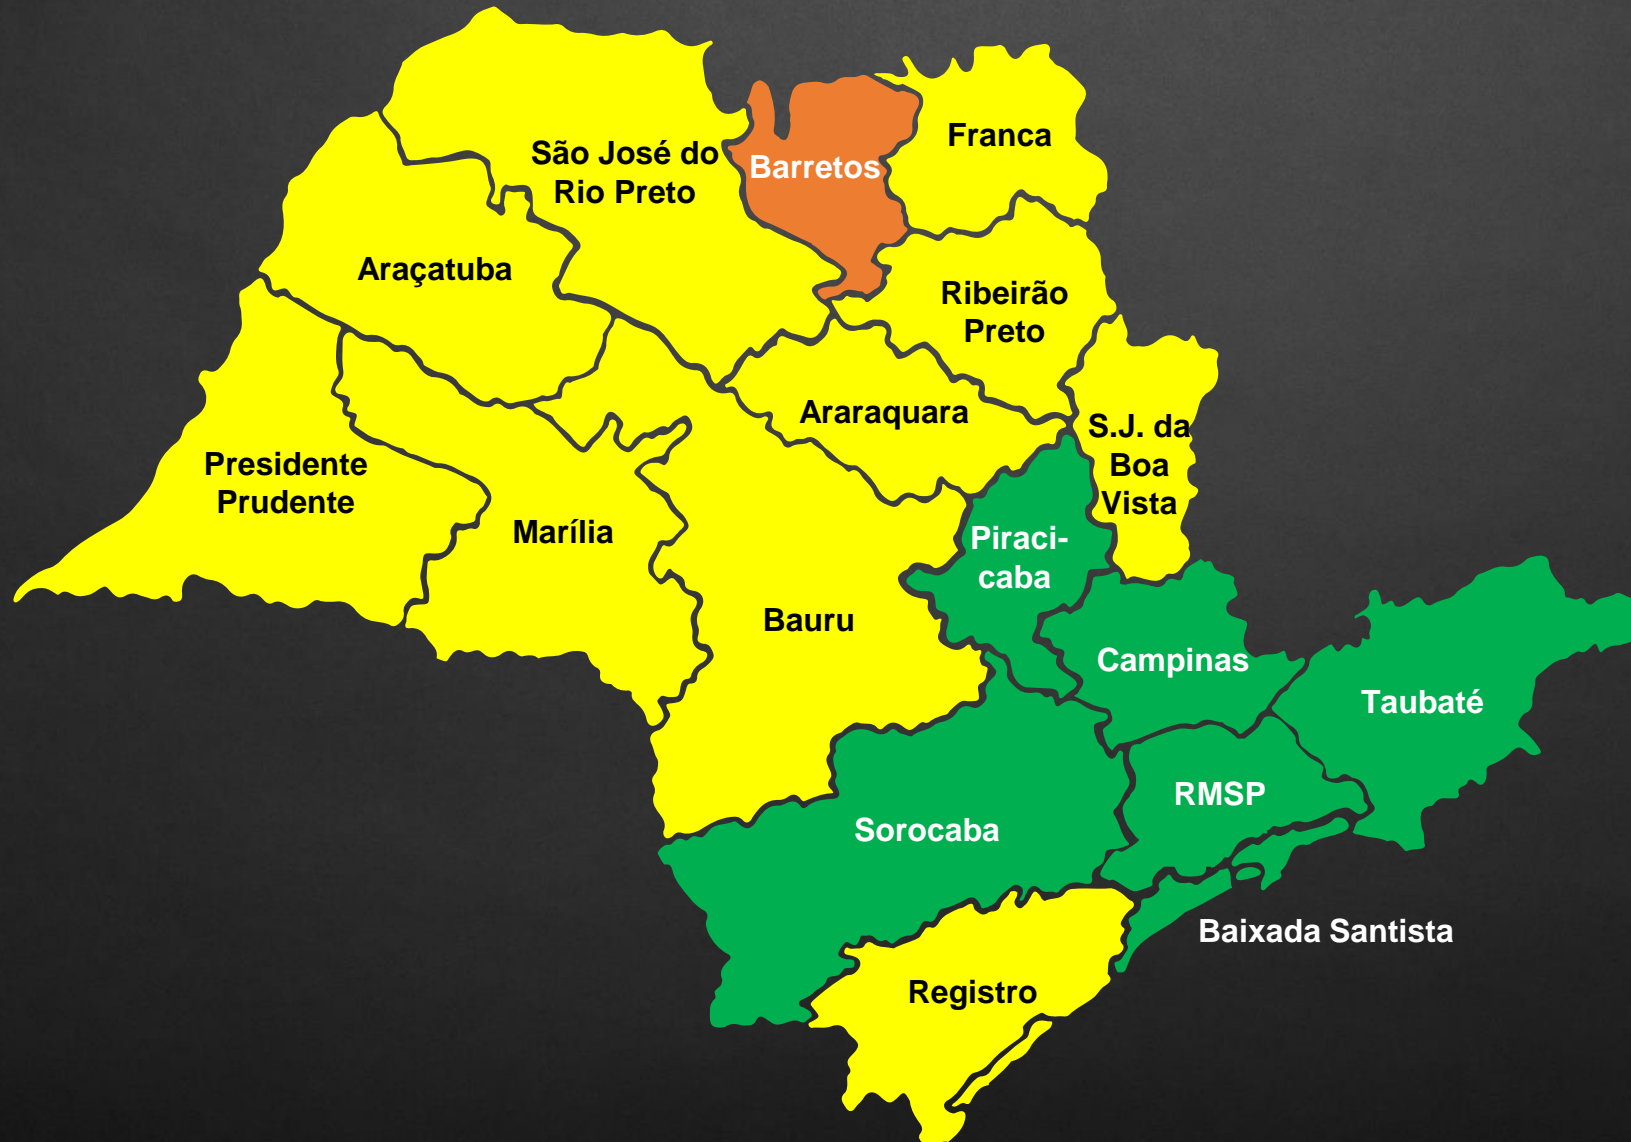 Franca
São José do
Rio Preto
Barretos
Araçatuba
Ribeirão
Preto
Araraquara
S.J. da
Boa
Vista
Presidente
Prudente
Marília
Piraci-
caba
Bauru
Campinas
Taubaté
RMSP
Sorocaba
Baixada Santista
Registro